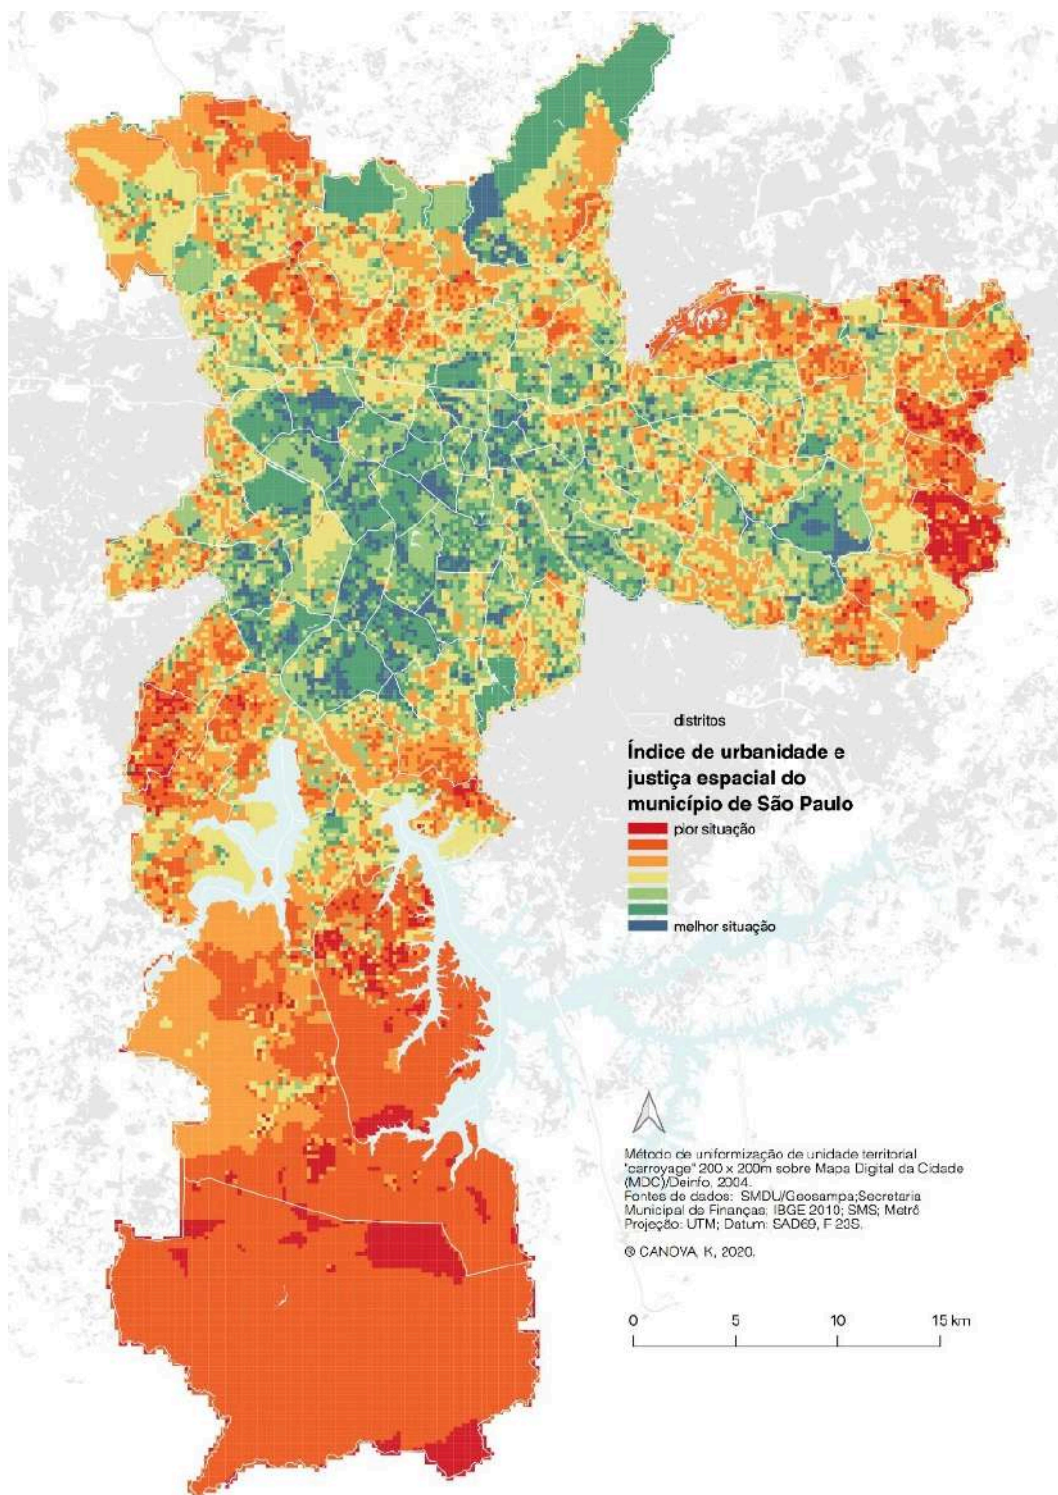 distritos
Índice de urbanidade e
justiça espacial do
município de São Paulo
pior situação
melhor situação
Método de uniformização de unidade territorial
"carroyage" 200 x 200m sobre Mapa Digital da Cidade
(MDC)/Deinfo, 2004.
Fontes de dados: SMDU/Geosampa;Secretaria
Municipal de Finanças; IBGE 2010; SMS; Metrô
Projeção: UTM; Datum: SAD69, F 23S.
© CANOVA, K, 2020.
0 5 10 15 km